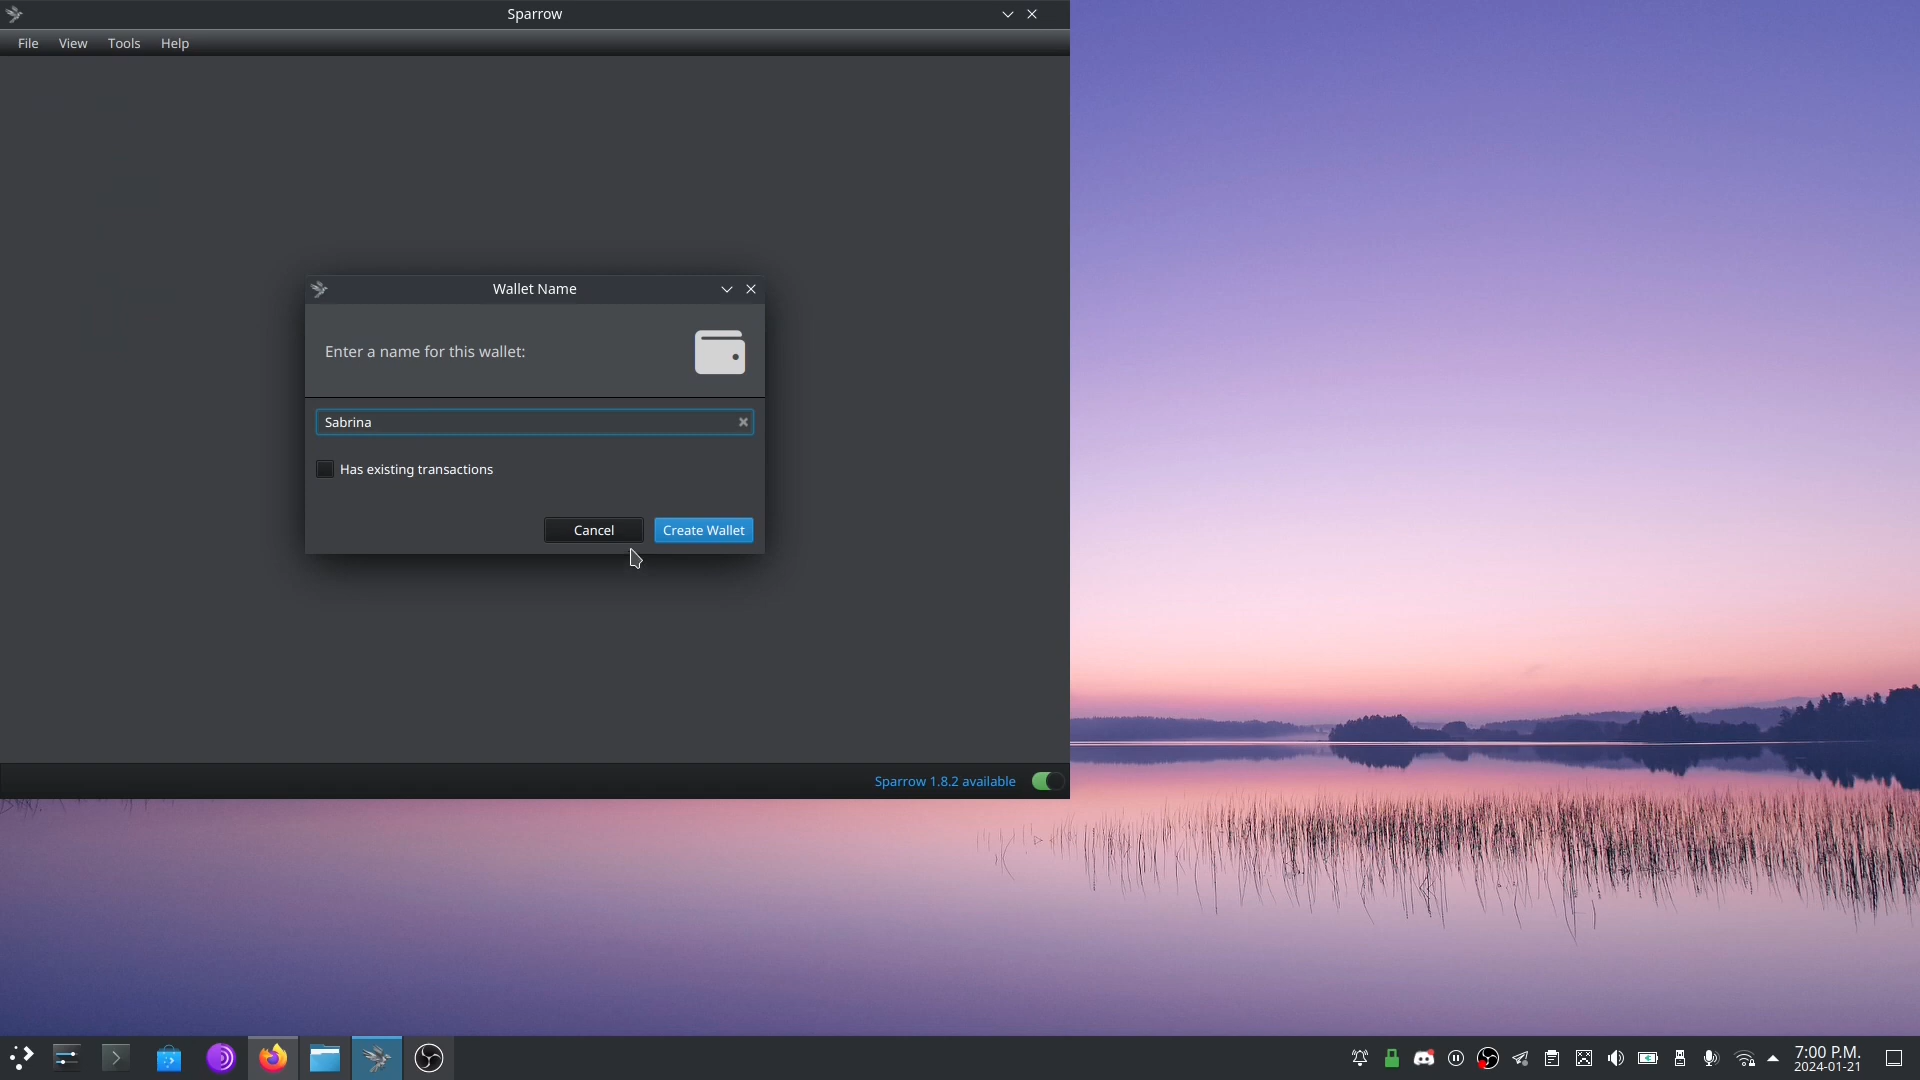 Sparrow
File View Tools Help
Wallet Name
Enter a name for this wallet:
Sabrina
Has existing transactions
Cancel Create Wallet
Sparrow 1.8.2 available
7:00 P.M.
2024-01-21